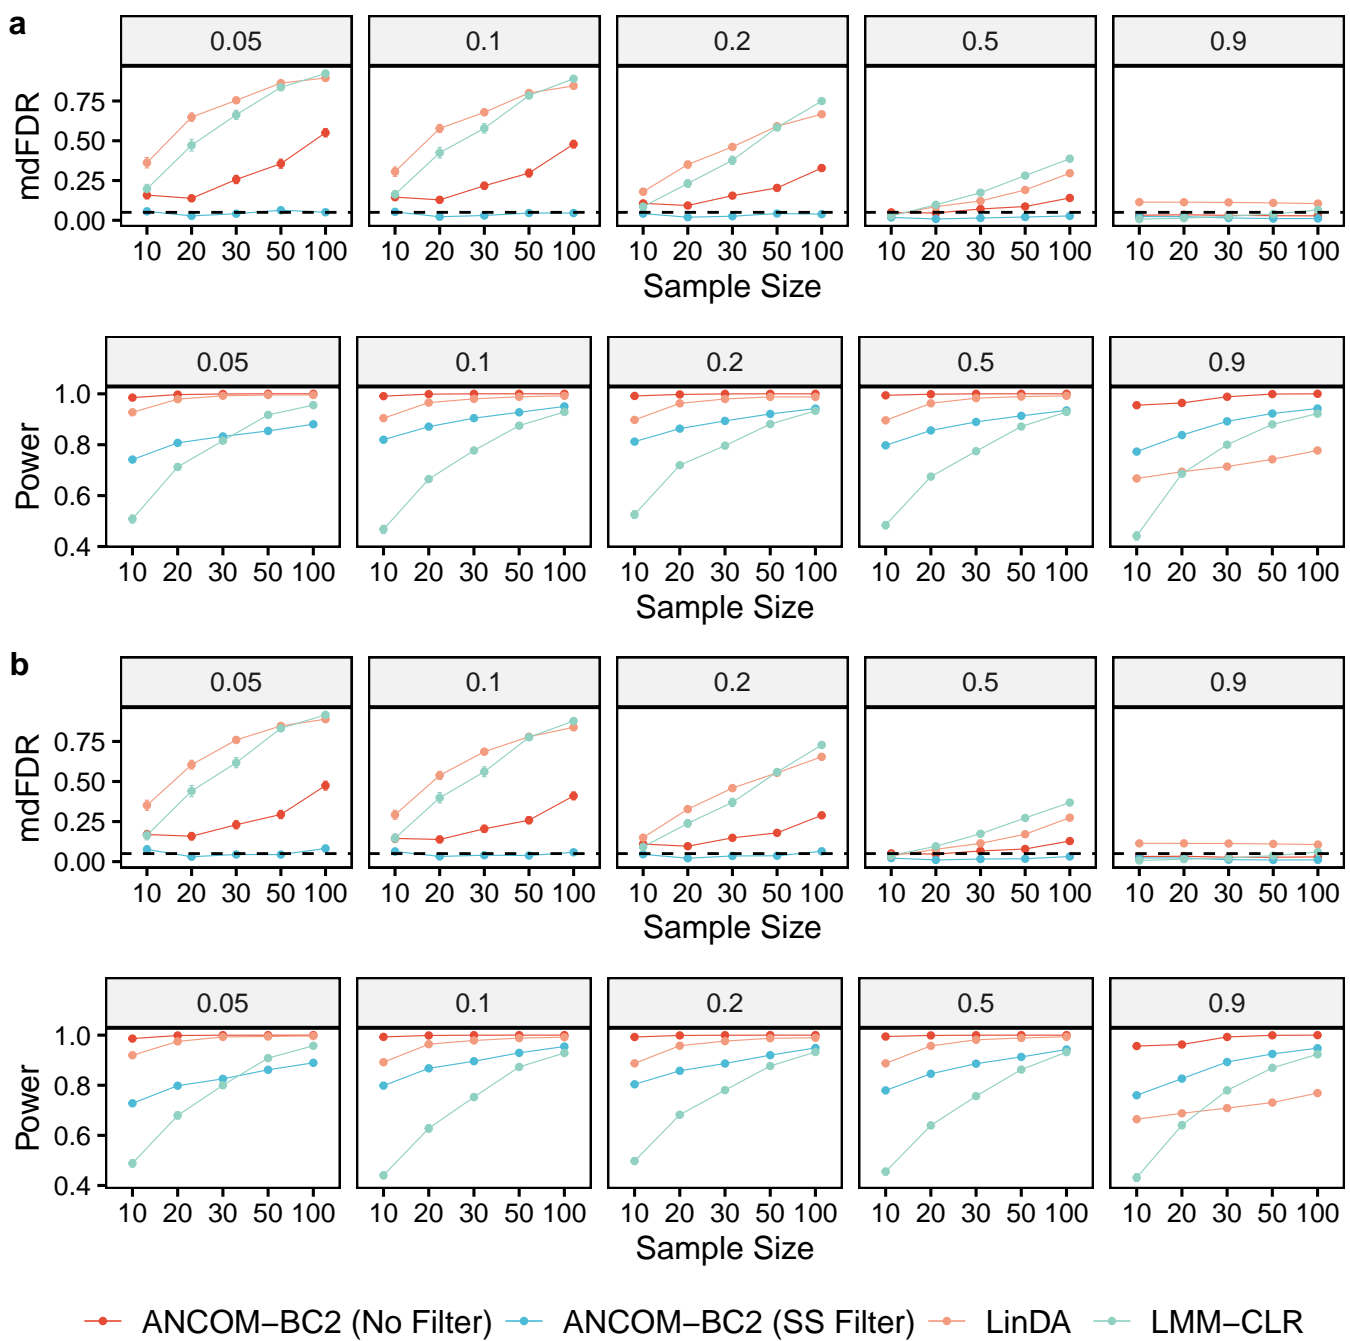 a
0.05 0.1 0.2 0.5 0.9
mdFDR
0.75
0.50
0.25
0.00
10 20 30 50 100 10 20 30 50 100 10 20 30 50 100 10 20 30 50 100 10 20 30 50 100
Sample Size
0.05 0.1 0.2 0.5 0.9
Power
1.0
0.8
0.6
0.4
10 20 30 50 100 10 20 30 50 100 10 20 30 50 100 10 20 30 50 100 10 20 30 50 100
Sample Size
b
0.05 0.1 0.2 0.5 0.9
mdFDR
0.75
0.50
0.25
0.00
10 20 30 50 100 10 20 30 50 100 10 20 30 50 100 10 20 30 50 100 10 20 30 50 100
Sample Size
0.05 0.1 0.2 0.5 0.9
Power
1.0
0.8
0.6
0.4
10 20 30 50 100 10 20 30 50 100 10 20 30 50 100 10 20 30 50 100 10 20 30 50 100
Sample Size
ANCOM−BC2 (No Filter) ANCOM−BC2 (SS Filter) LinDA LMM−CLR